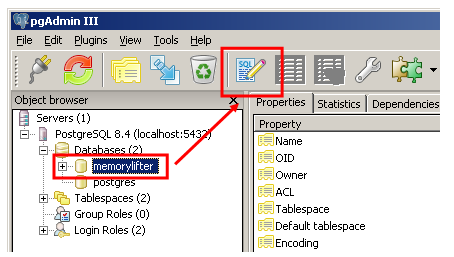 pgAdmin III
File Edit Plugins View Tools Help
SQL
Object browser X
Properties Statistics Dependencies
Servers (1)
PostgreSQL 8.4 (localhost:5432)
Databases (2)
memorylifter
postgres
Tablespaces (2)
Group Roles (0)
Login Roles (2)
Property
Name
OID
Owner
ACL
Tablespace
Default tablespace
Encoding